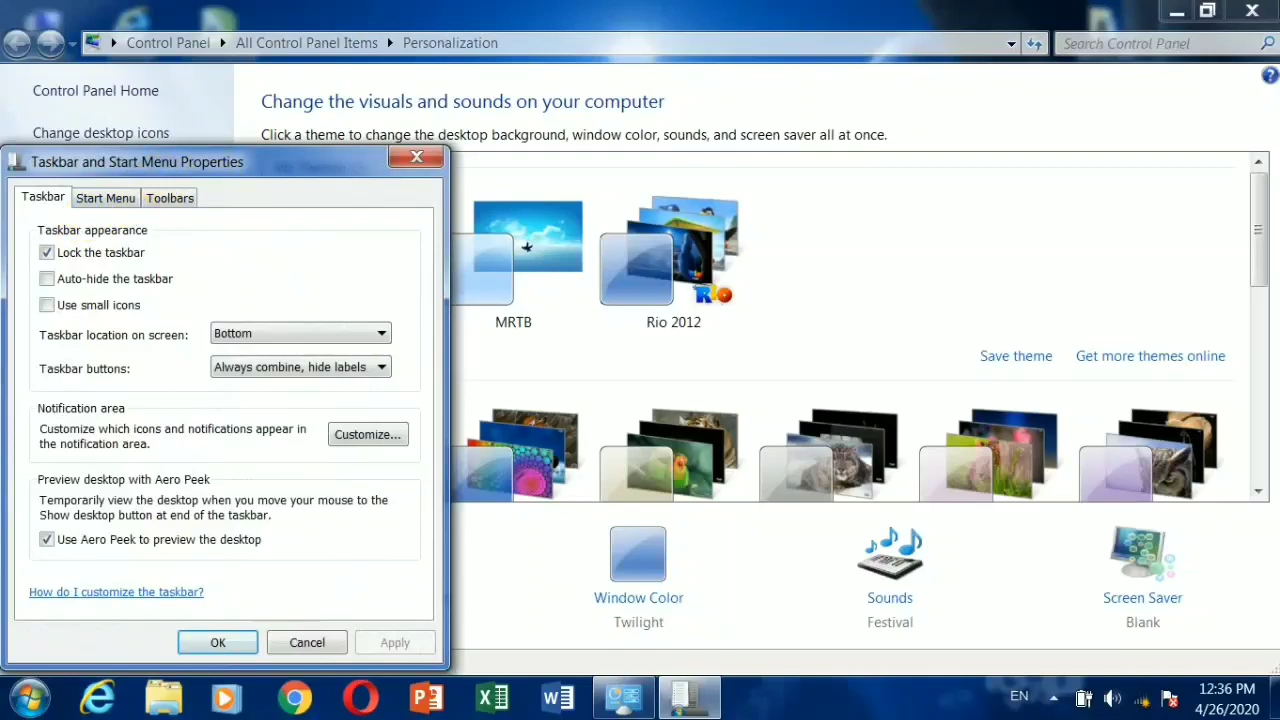 Control Panel
All Control Panel Items
Personalization
Search Control Panel
Control Panel Home
Change desktop icons
Change the visuals and sounds on your computer
Click a theme to change the desktop background, window color, sounds, and screen saver all at once.
Taskbar and Start Menu Properties
Taskbar
Start Menu
Toolbars
Taskbar appearance
Lock the taskbar
Auto-hide the taskbar
Use small icons
Taskbar location on screen:
Bottom
Taskbar buttons:
Always combine, hide labels
Notification area
Customize which icons and notifications appear in
the notification area.
Customize...
Preview desktop with Aero Peek
Temporarily view the desktop when you move your mouse to the
Show desktop button at end of the taskbar.
Use Aero Peek to preview the desktop
How do I customize the taskbar?
OK
Cancel
Apply
MRTB
RIO
Rio 2012
Save theme
Get more themes online
Window Color
Twilight
Sounds
Festival
Screen Saver
Blank
EN
12:36 PM
4/26/2020